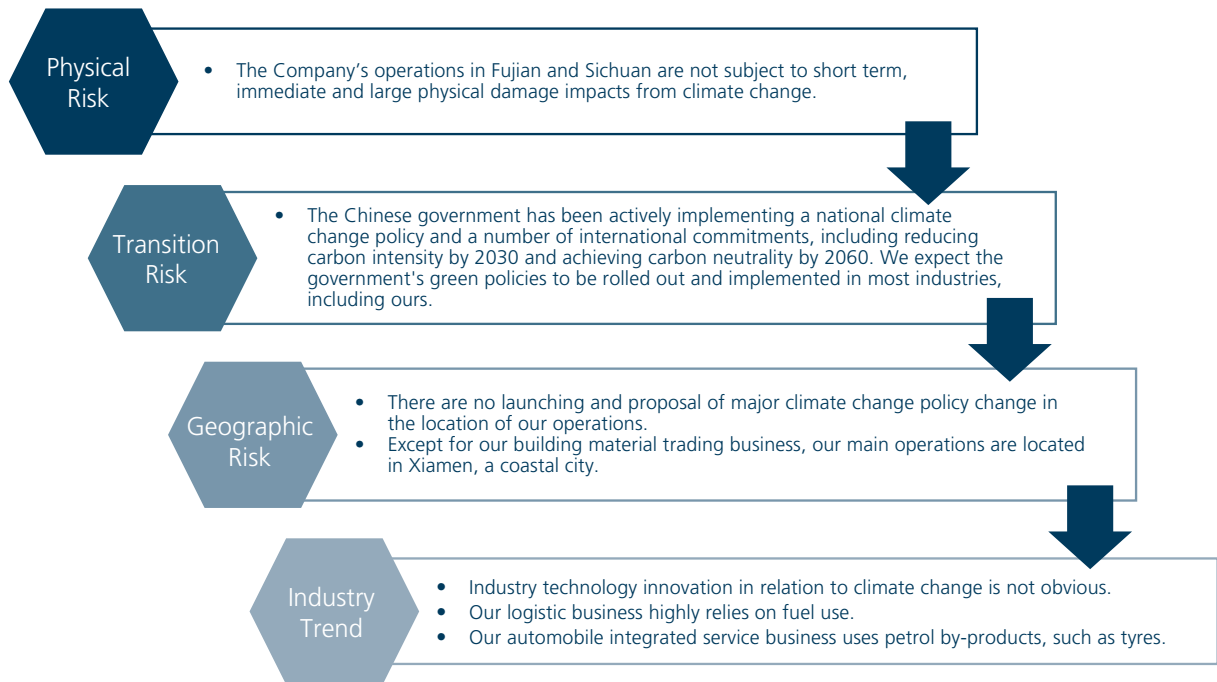 Physical
Risk
• The Company’s operations in Fujian and Sichuan are not subject to short term,
immediate and large physical damage impacts from climate change.
Transition
Risk
• The Chinese government has been actively implementing a national climate
change policy and a number of international commitments, including reducing
carbon intensity by 2030 and achieving carbon neutrality by 2060. We expect the
government's green policies to be rolled out and implemented in most industries,
including ours.
Geographic
Risk
• There are no launching and proposal of major climate change policy change in
the location of our operations.
• Except for our building material trading business, our main operations are located
in Xiamen, a coastal city.
Industry
Trend
• Industry technology innovation in relation to climate change is not obvious.
• Our logistic business highly relies on fuel use.
• Our automobile integrated service business uses petrol by-products, such as tyres.